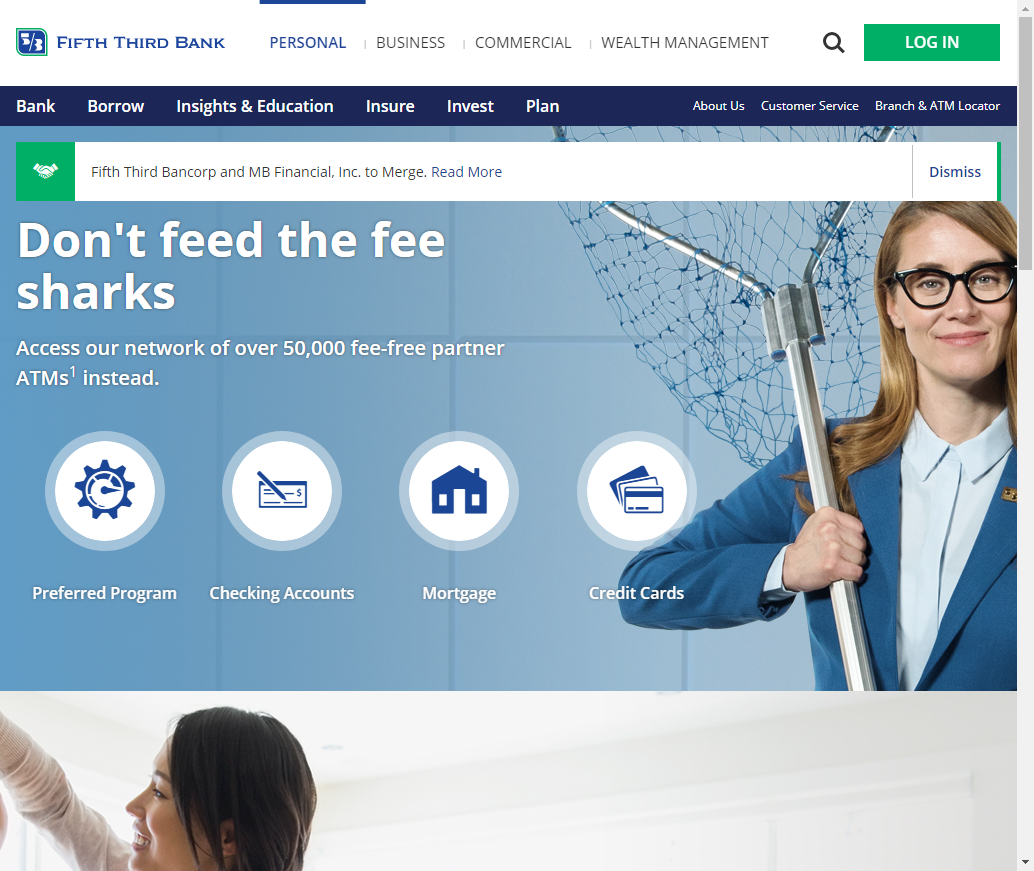 FIFTH THIRD BANK
PERSONAL
BUSINESS
COMMERCIAL
WEALTH MANAGEMENT
LOG IN
Bank
Borrow
Insights & Education
Insure
Invest
Plan
About Us
Customer Service
Branch & ATM Locator
Fifth Third Bancorp and MB Financial, Inc. to Merge. Read More
Dismiss
Don't feed the fee
sharks
Access our network of over 50,000 fee-free partner
ATMs¹ instead.
$
Preferred Program
Checking Accounts
Mortgage
Credit Cards